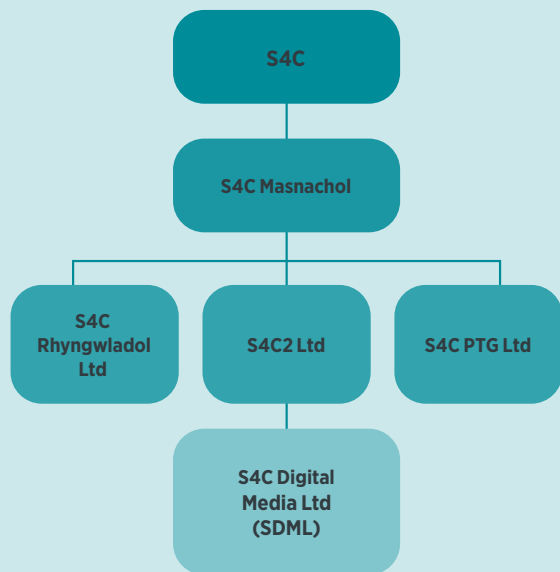 S4C
S4C Masnachol
S4C
Rhyngwladol
Ltd
S4C2 Ltd
S4C PTG Ltd
S4C Digital
Media Ltd
(SDML)